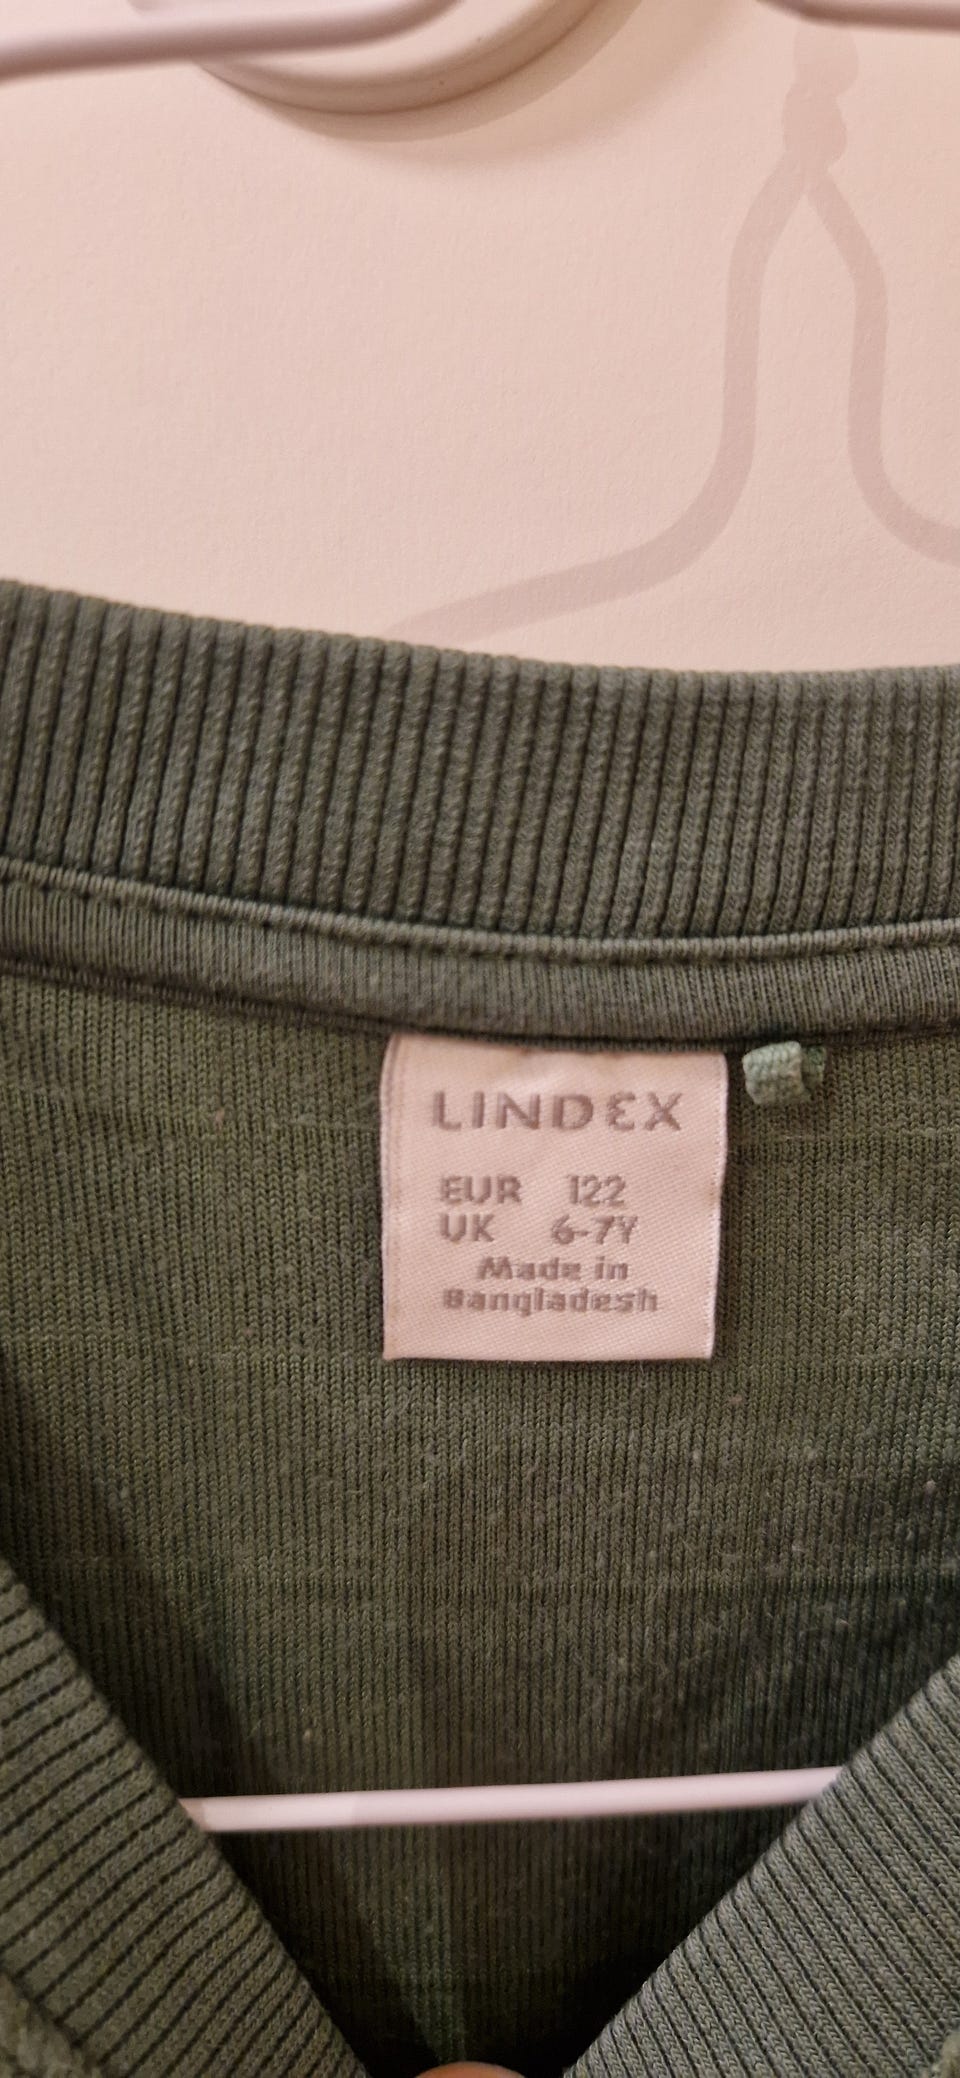 LINDEX
EUR 122
UK 6-7Y
Made in
Bangladesh